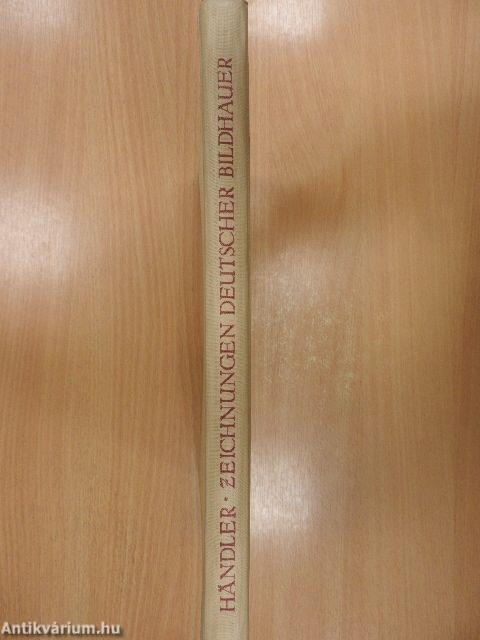 HÄNDLER · ZEICHNUNGEN DEUTSCHER BILDHAUER
Antikvárium.hu